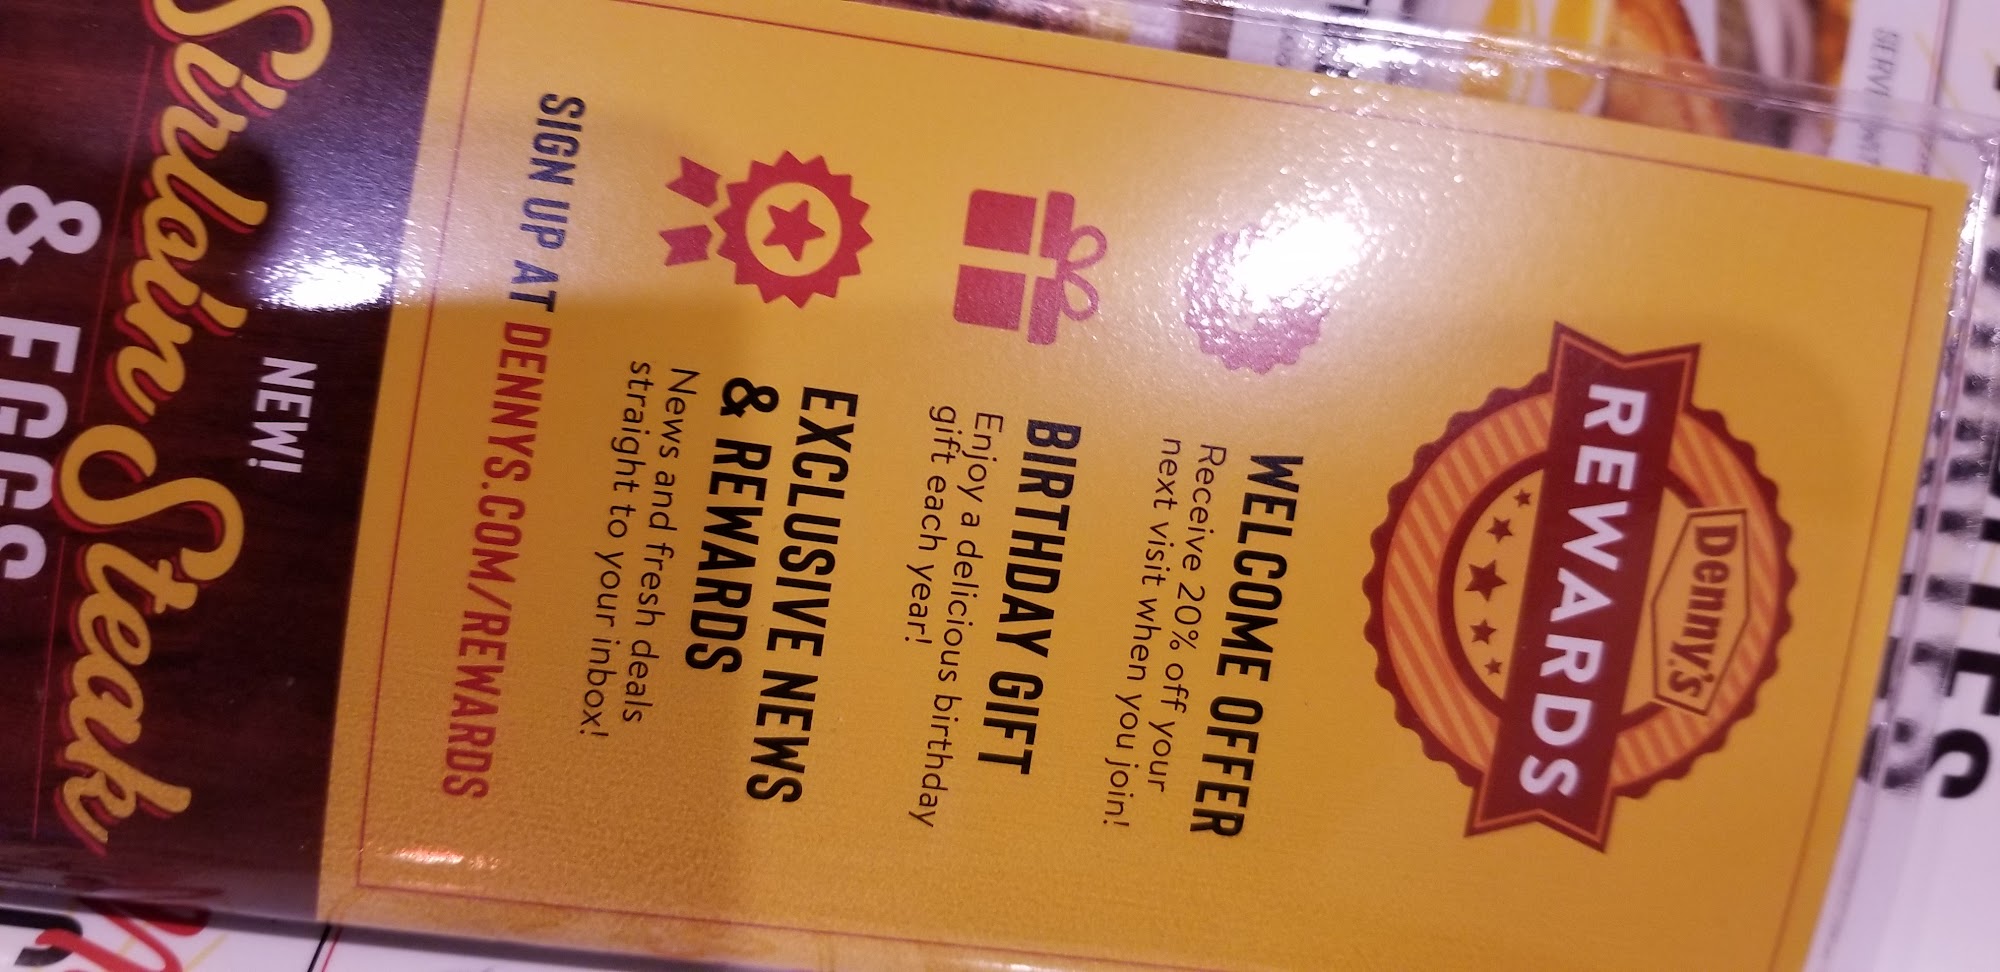 Denny's
REWARDS
WELCOME OFFER
Receive 20% off your
next visit when you join!
BIRTHDAY GIFT
Enjoy a delicious birthday
gift each year!
EXCLUSIVE NEWS
& REWARDS
News and fresh deals
straight to your inbox!
SIGN UP AT DENNYS.COM/REWARDS
NEW!
Sirloin Steak
& EGGS